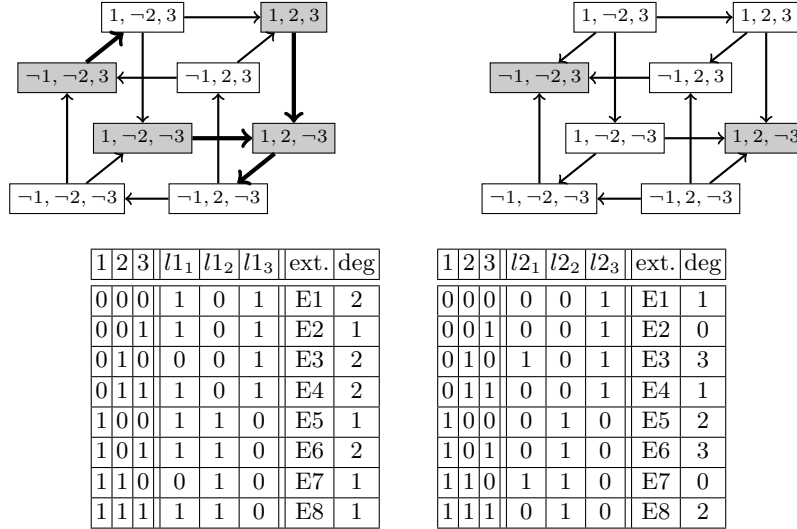 1, ¬2, 3 1, 2, 3
¬1, ¬2, 3 ¬1, 2, 3
1, ¬2, ¬3 1, 2, ¬3
¬1, ¬2, ¬3 ¬1, 2, ¬3
1, ¬2, 3 1, 2, 3
¬1, ¬2, 3 ¬1, 2, 3
1, ¬2, ¬3 1, 2, ¬3
¬1, ¬2, ¬3 ¬1, 2, ¬3
1 2 3 l1₁ l1₂ l1₃ ext. deg
0 0 0 1 0 1 E1 2
0 0 1 1 0 1 E2 1
0 1 0 0 0 1 E3 2
0 1 1 1 0 1 E4 2
1 0 0 1 1 0 E5 1
1 0 1 1 1 0 E6 2
1 1 0 0 1 0 E7 1
1 1 1 1 1 0 E8 1
1 2 3 l2₁ l2₂ l2₃ ext. deg
0 0 0 0 0 1 E1 1
0 0 1 0 0 1 E2 0
0 1 0 1 0 1 E3 3
0 1 1 0 0 1 E4 1
1 0 0 0 1 0 E5 2
1 0 1 0 1 0 E6 3
1 1 0 1 1 0 E7 0
1 1 1 0 1 0 E8 2